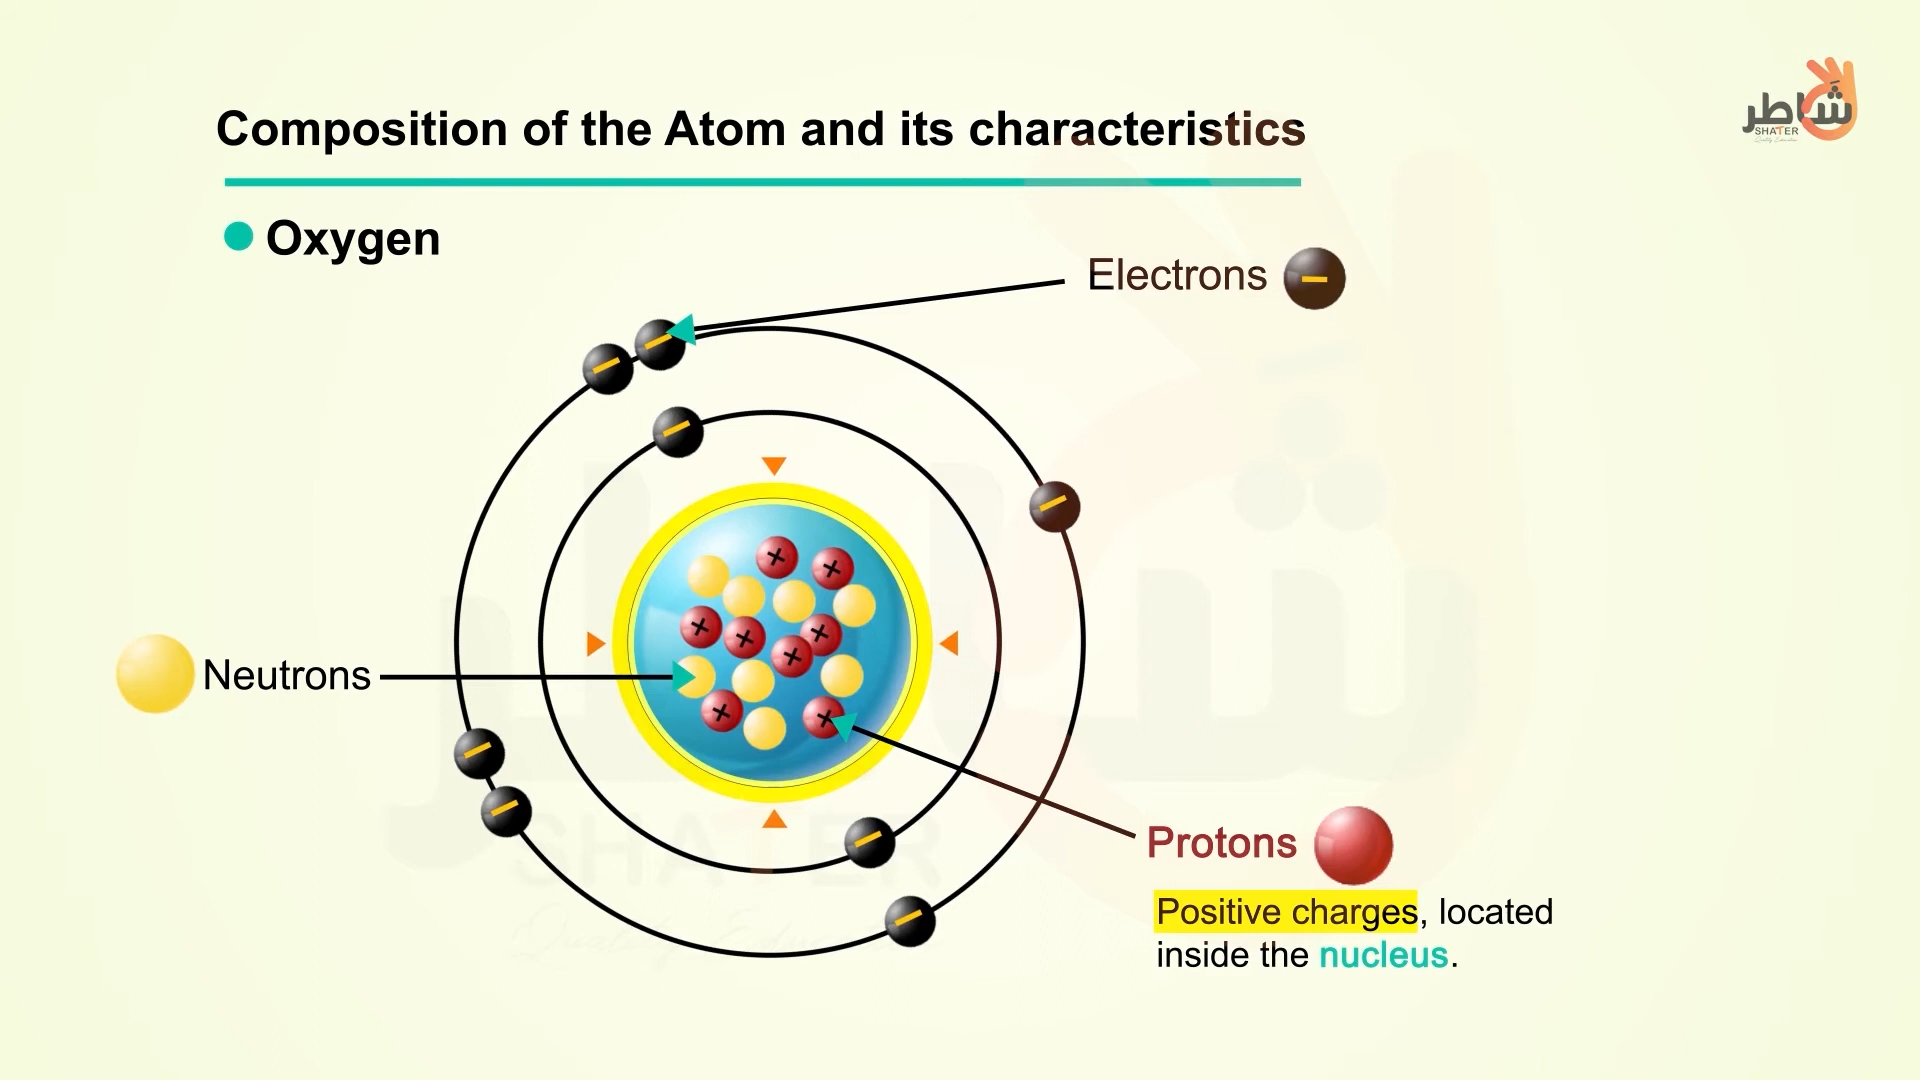 Composition of the Atom and its characteristics
شاطر
SHATER
Oxygen
Electrons
Neutrons
Protons
Positive charges, located
inside the nucleus.
SHATER